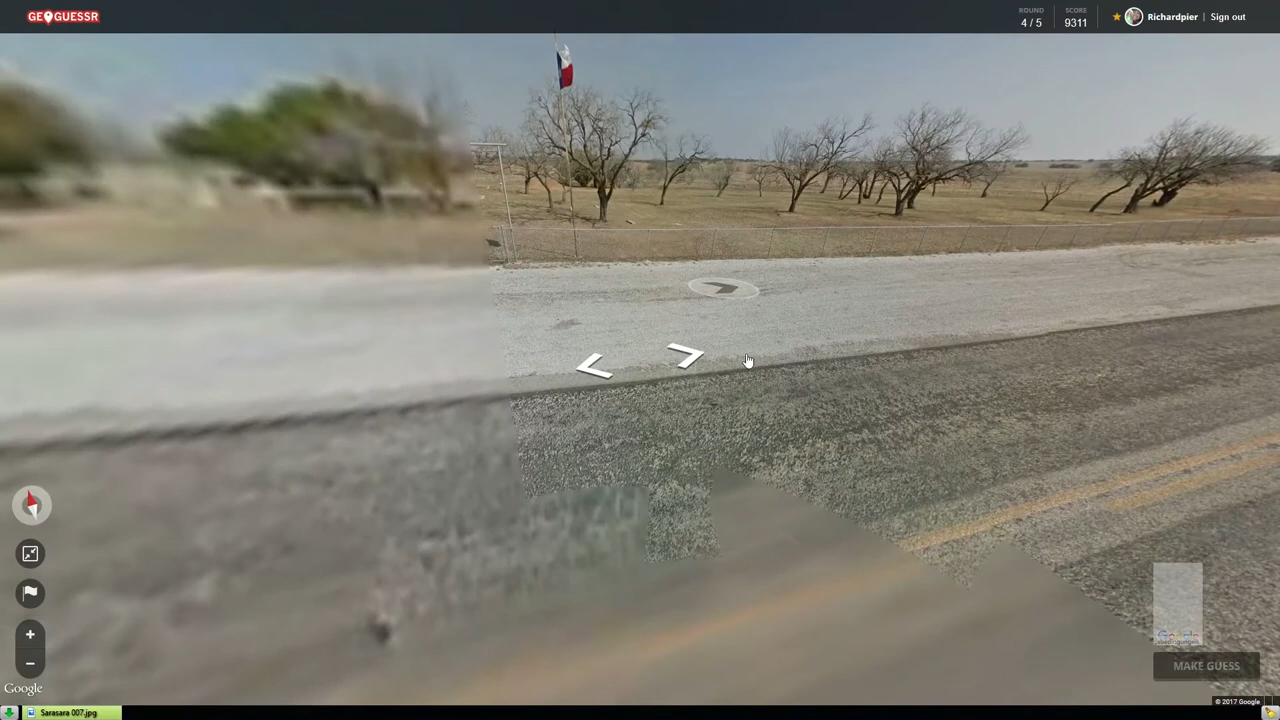 GEOGUESSR
ROUND
4 / 5
SCORE
9311
Richardpier | Sign out
+
−
Google
MAKE GUESS
© 2017 Google
Sarasara 007.jpg